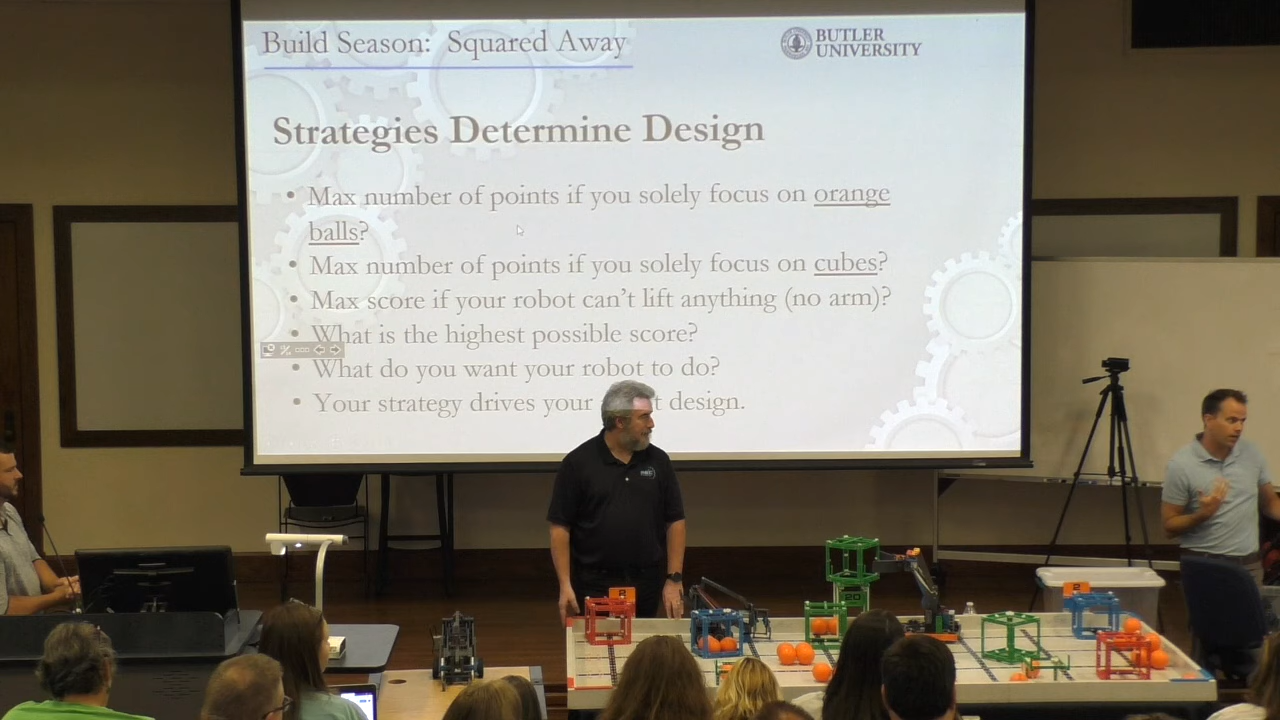 Build Season: Squared Away
BUTLER
UNIVERSITY
Strategies Determine Design
• Max number of points if you solely focus on orange
balls?
• Max number of points if you solely focus on cubes?
• Max score if your robot can't lift anything (no arm)?
• What is the highest possible score?
• What do you want your robot to do?
• Your strategy drives your design.